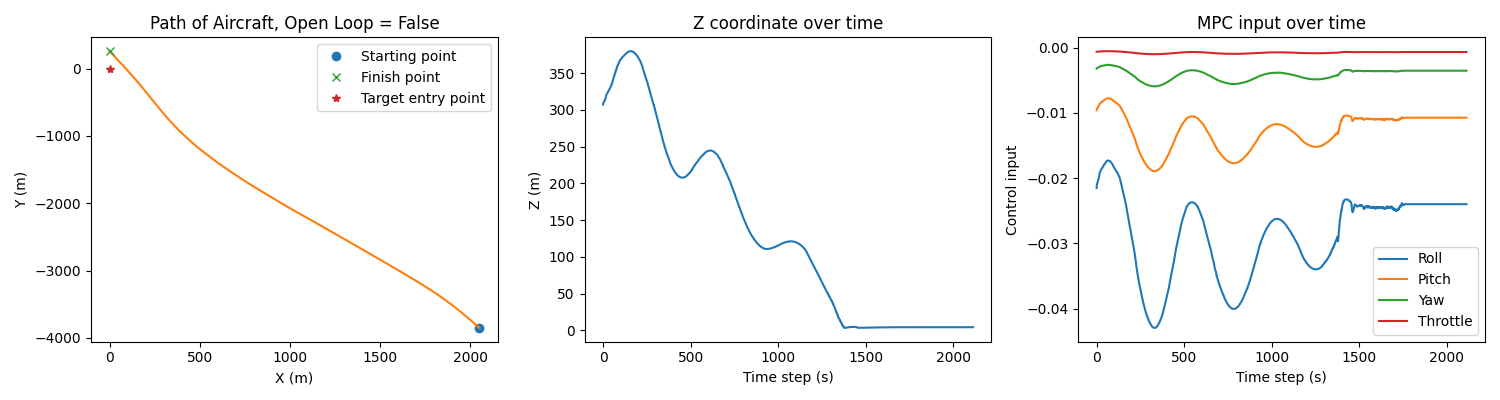 Path of Aircraft, Open Loop = False
Starting point
Finish point
Target entry point
0
−1000
−2000
−3000
−4000
Y (m)
0
500
1000
1500
2000
X (m)
Z coordinate over time
350
300
250
200
150
100
50
0
Z (m)
0
500
1000
1500
2000
Time step (s)
MPC input over time
0.00
−0.01
−0.02
−0.03
−0.04
Control input
Roll
Pitch
Yaw
Throttle
0
500
1000
1500
2000
Time step (s)